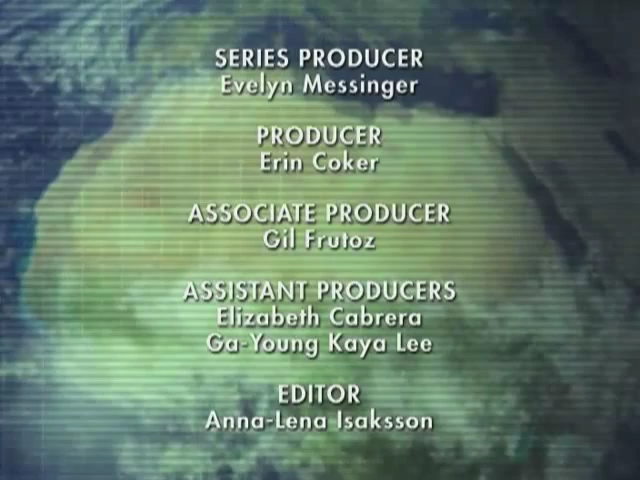 SERIES PRODUCER
Evelyn Messinger
PRODUCER
Erin Coker
ASSOCIATE PRODUCER
Gil Frutoz
ASSISTANT PRODUCERS
Elizabeth Cabrera
Ga-Young Kaya Lee
EDITOR
Anna-Lena Isaksson